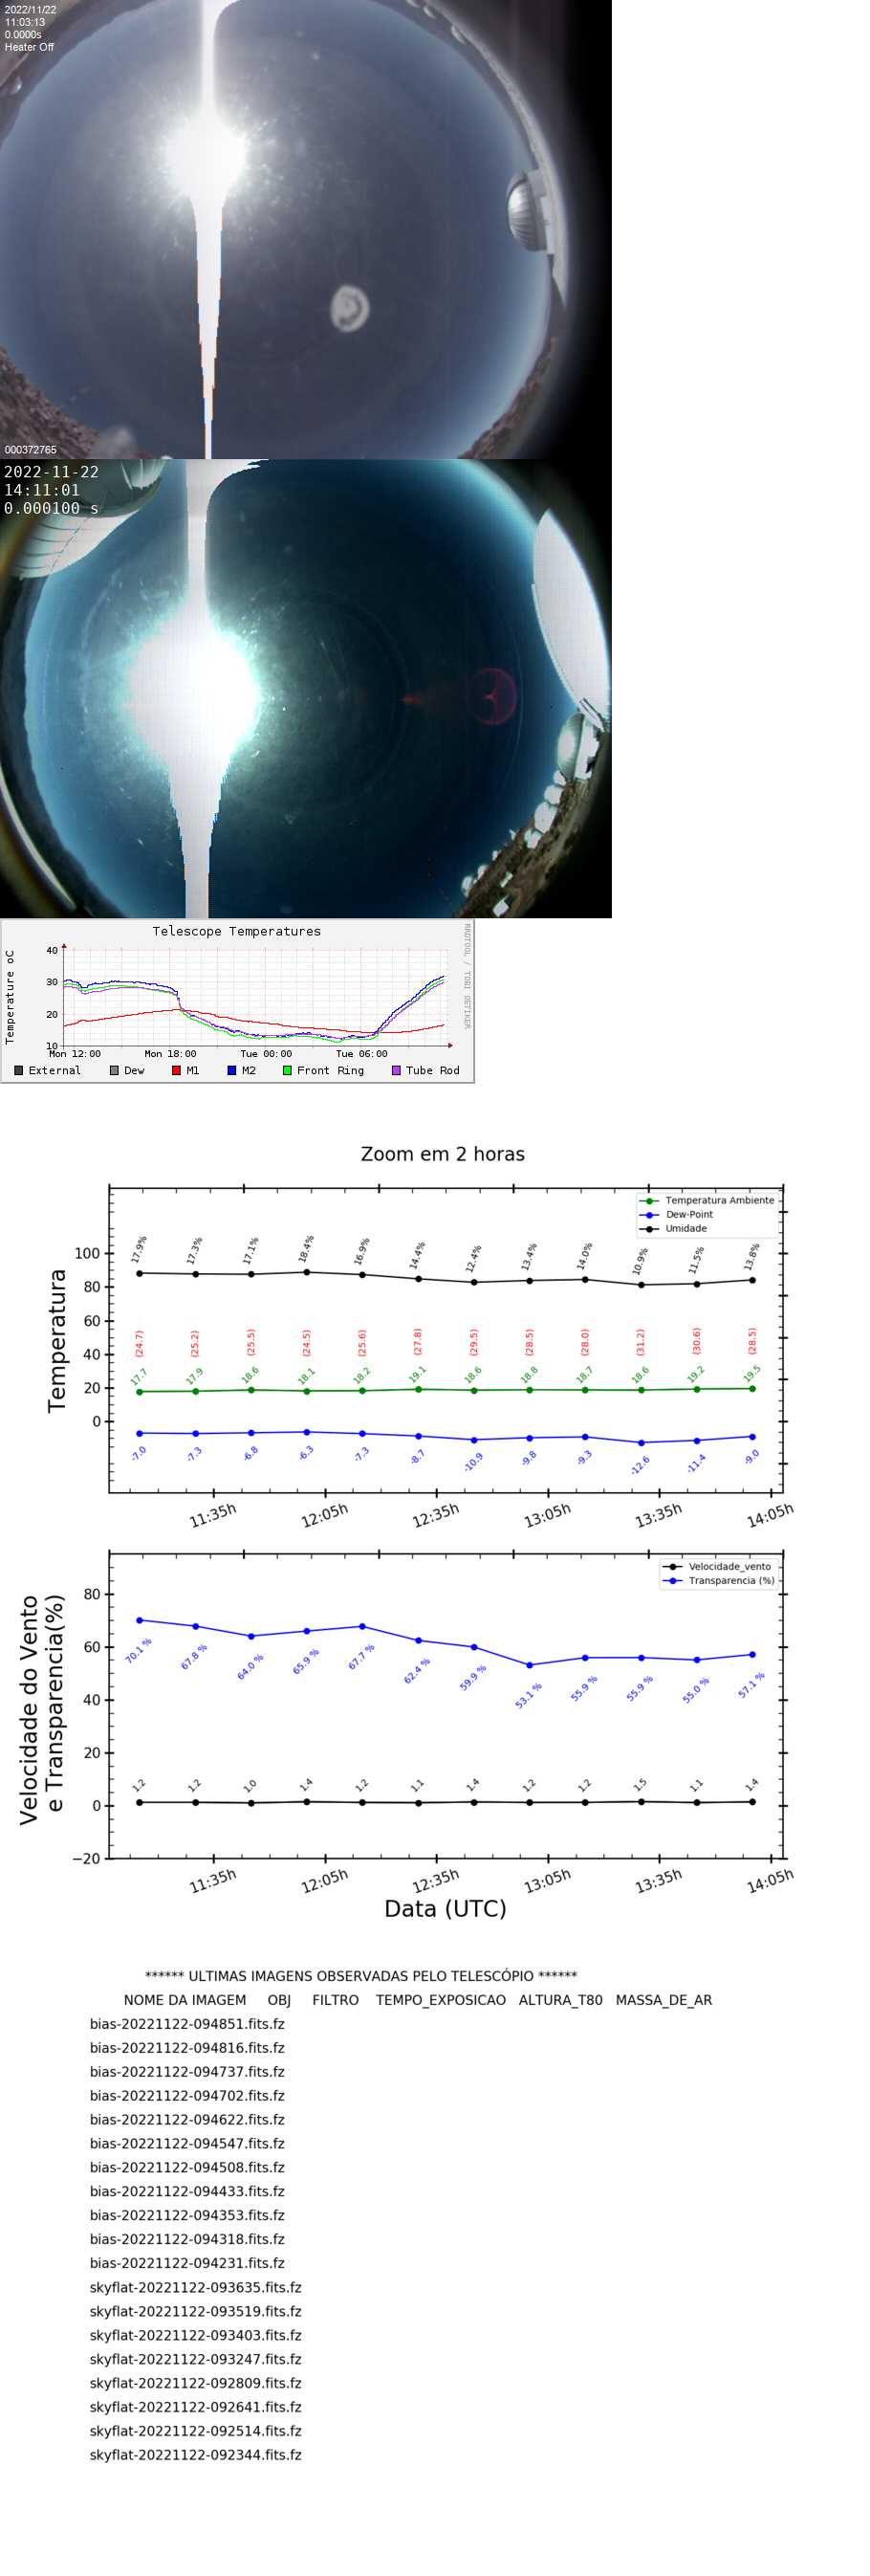 2022/11/22
11:03:13
0.0000s
Heater Off
000372765
2022-11-22
14:11:01
0.000100 s
Telescope Temperatures
RRDTOOL / TOBI OETIKER
Temperature oC
40
30
20
10
Mon 12:00 Mon 18:00 Tue 00:00 Tue 06:00
External Dew M1 M2 Front Ring Tube Rod
Zoom em 2 horas
Temperatura Ambiente
Dew-Point
Umidade
Temperatura
100
80
60
40
20
0
17.9% 17.3% 17.1% 18.4% 16.9% 14.4% 12.4% 13.4% 14.0% 10.9% 11.5% 13.8%
(24.7) (25.2) (25.5) (24.5) (25.6) (27.8) (29.5) (28.5) (28.0) (31.2) (30.6) (28.5)
17.7 17.9 18.6 18.1 18.2 19.1 18.6 18.8 18.7 18.6 19.2 19.5
-7.0 -7.3 -6.8 -6.3 -7.3 -8.7 -10.9 -9.8 -9.3 -12.6 -11.4 -9.0
11:35h 12:05h 12:35h 13:05h 13:35h 14:05h
Velocidade_vento
Transparencia (%)
Velocidade do Vento
e Transparencia(%)
80
60
40
20
0
−20
70.1 % 67.8 % 64.0 % 65.9 % 67.7 % 62.4 % 59.9 % 53.1 % 55.9 % 55.9 % 55.0 % 57.1 %
1.2 1.2 1.0 1.4 1.2 1.1 1.4 1.2 1.2 1.5 1.1 1.4
11:35h 12:05h 12:35h 13:05h 13:35h 14:05h
Data (UTC)
****** ULTIMAS IMAGENS OBSERVADAS PELO TELESCÓPIO ******
NOME DA IMAGEM OBJ FILTRO TEMPO_EXPOSICAO ALTURA_T80 MASSA_DE_AR
bias-20221122-094851.fits.fz
bias-20221122-094816.fits.fz
bias-20221122-094737.fits.fz
bias-20221122-094702.fits.fz
bias-20221122-094622.fits.fz
bias-20221122-094547.fits.fz
bias-20221122-094508.fits.fz
bias-20221122-094433.fits.fz
bias-20221122-094353.fits.fz
bias-20221122-094318.fits.fz
bias-20221122-094231.fits.fz
skyflat-20221122-093635.fits.fz
skyflat-20221122-093519.fits.fz
skyflat-20221122-093403.fits.fz
skyflat-20221122-093247.fits.fz
skyflat-20221122-092809.fits.fz
skyflat-20221122-092641.fits.fz
skyflat-20221122-092514.fits.fz
skyflat-20221122-092344.fits.fz